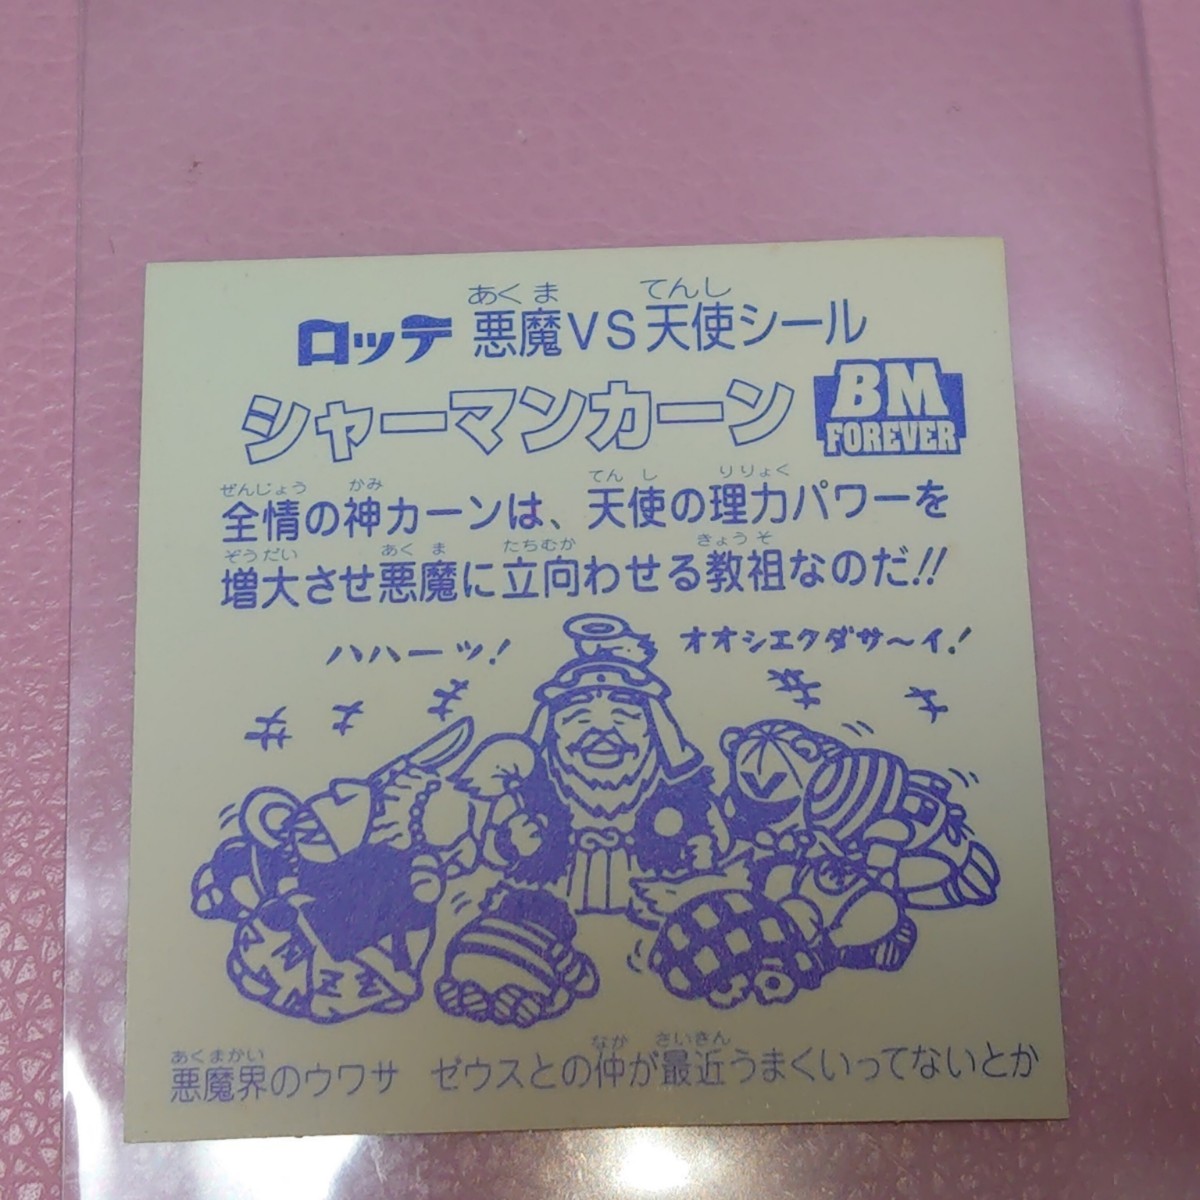 ロッテ 悪魔VS天使シール
あくま てんし
シャーマンカーン
BM
FOREVER
ぜんじょう かみ てんし りりょく
全情の神カーンは、天使の理力パワーを
ぞうだい あくま たちむか きょうそ
増大させ悪魔に立向わせる教祖なのだ!!
ハハーッ!
オオシエクダサ〜イ!
あくまかい なか さいきん
悪魔界のウワサ ゼウスとの仲が最近うまくいってないとか